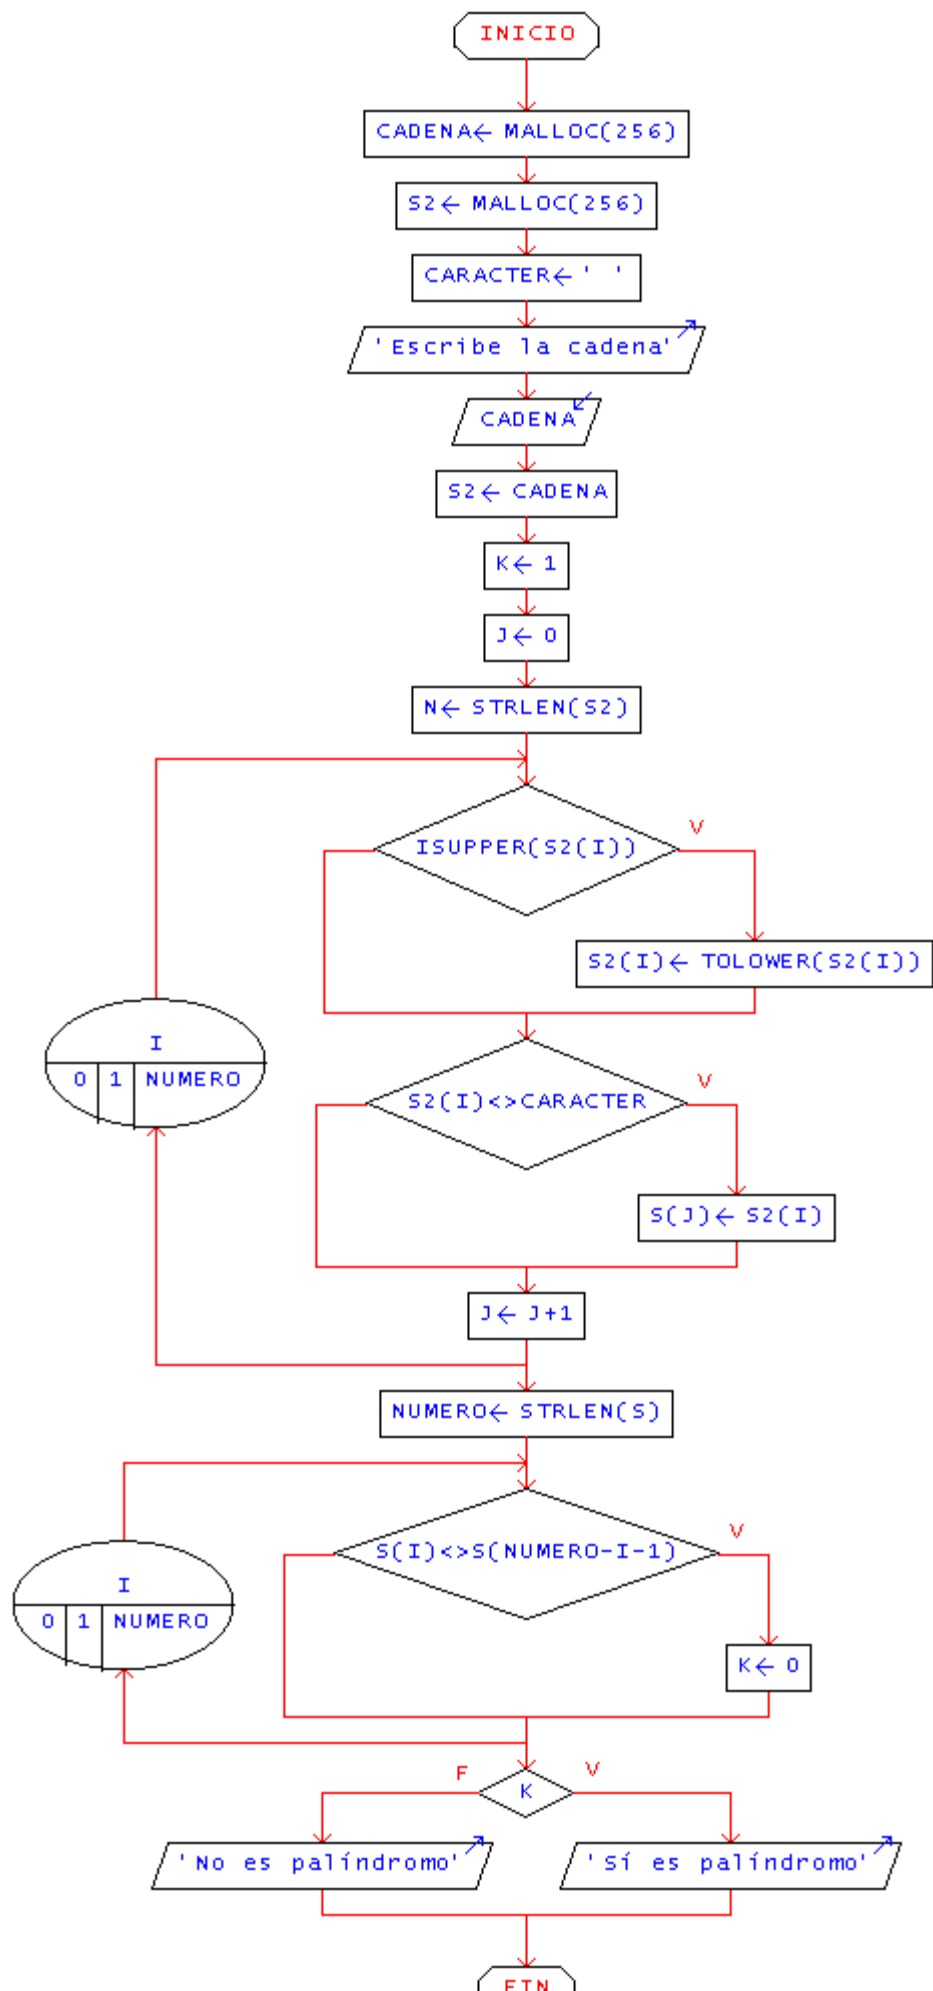 INICIO
CADENA← MALLOC(256)
S2← MALLOC(256)
CARACTER← ' '
'Escribe la cadena'
CADENA
S2← CADENA
K← 1
J← 0
N← STRLEN(S2)
ISUPPER(S2(I))
V
S2(I)← TOLOWER(S2(I))
I
0 1 NUMERO
S2(I)<>CARACTER
V
S(J)← S2(I)
J← J+1
NUMERO← STRLEN(S)
S(I)<>S(NUMERO-I-1)
V
I
0 1 NUMERO
K← 0
F
K
V
'No es palíndromo'
'Sí es palíndromo'
FIN